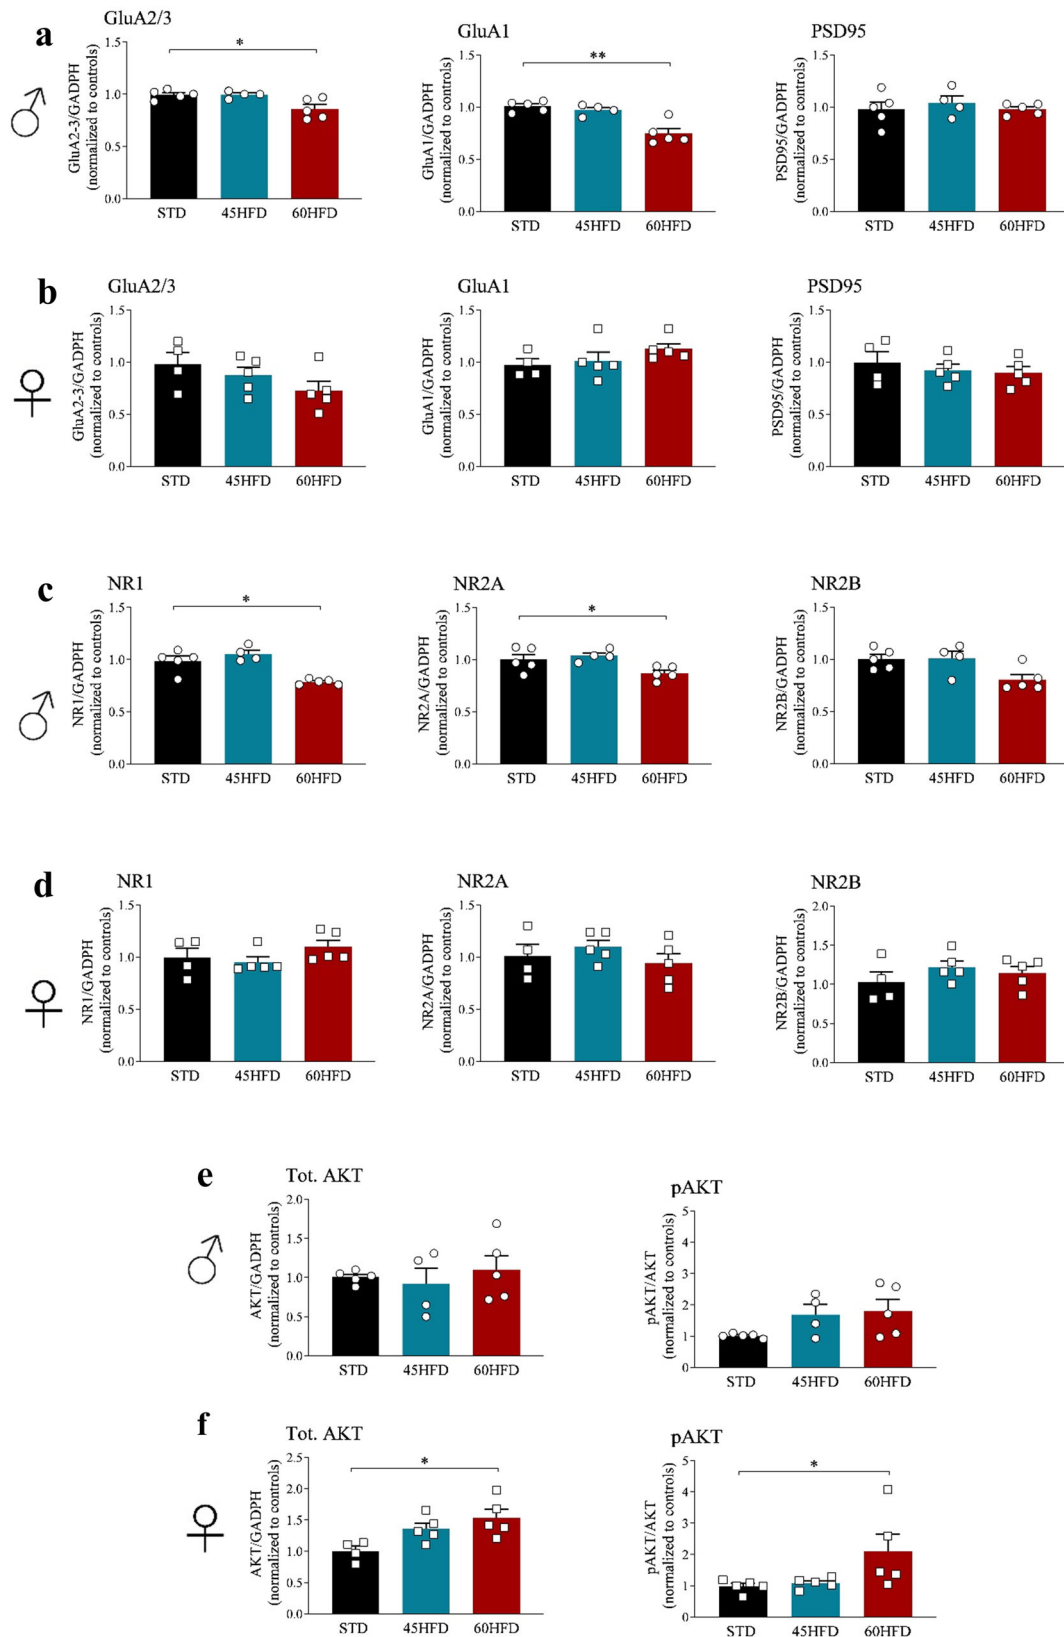 a
GluA2/3
GluA2-3/GADPH
(normalized to controls)
1.5
1.0
0.5
0.0
*
STD
45HFD
60HFD
GluA1
GluA1/GADPH
(normalized to controls)
1.5
1.0
0.5
0.0
**
STD
45HFD
60HFD
PSD95
PSD95/GADPH
(normalized to controls)
1.5
1.0
0.5
0.0
STD
45HFD
60HFD
b
GluA2/3
GluA2-3/GADPH
(normalized to controls)
1.5
1.0
0.5
0.0
STD
45HFD
60HFD
GluA1
GluA1/GADPH
(normalized to controls)
1.5
1.0
0.5
0.0
STD
45HFD
60HFD
PSD95
PSD95/GADPH
(normalized to controls)
1.5
1.0
0.5
0.0
STD
45HFD
60HFD
c
NR1
NR1/GADPH
(normalized to controls)
1.5
1.0
0.5
0.0
*
STD
45HFD
60HFD
NR2A
NR2A/GADPH
(normalized to controls)
1.5
1.0
0.5
0.0
*
STD
45HFD
60HFD
NR2B
NR2B/GADPH
(normalized to controls)
1.5
1.0
0.5
0.0
STD
45HFD
60HFD
d
NR1
NR1/GADPH
(normalized to controls)
1.5
1.0
0.5
0.0
STD
45HFD
60HFD
NR2A
NR2A/GADPH
(normalized to controls)
1.5
1.0
0.5
0.0
STD
45HFD
60HFD
NR2B
NR2B/GADPH
(normalized to controls)
2.0
1.5
1.0
0.5
0.0
STD
45HFD
60HFD
e
Tot. AKT
AKT/GADPH
(normalized to controls)
2.0
1.5
1.0
0.5
0.0
STD
45HFD
60HFD
pAKT
pAKT/AKT
(normalized to controls)
5
4
3
2
1
0
STD
45HFD
60HFD
f
Tot. AKT
AKT/GADPH
(normalized to controls)
2.5
2.0
1.5
1.0
0.5
0.0
*
STD
45HFD
60HFD
pAKT
pAKT/AKT
(normalized to controls)
5
4
3
2
1
0
*
STD
45HFD
60HFD